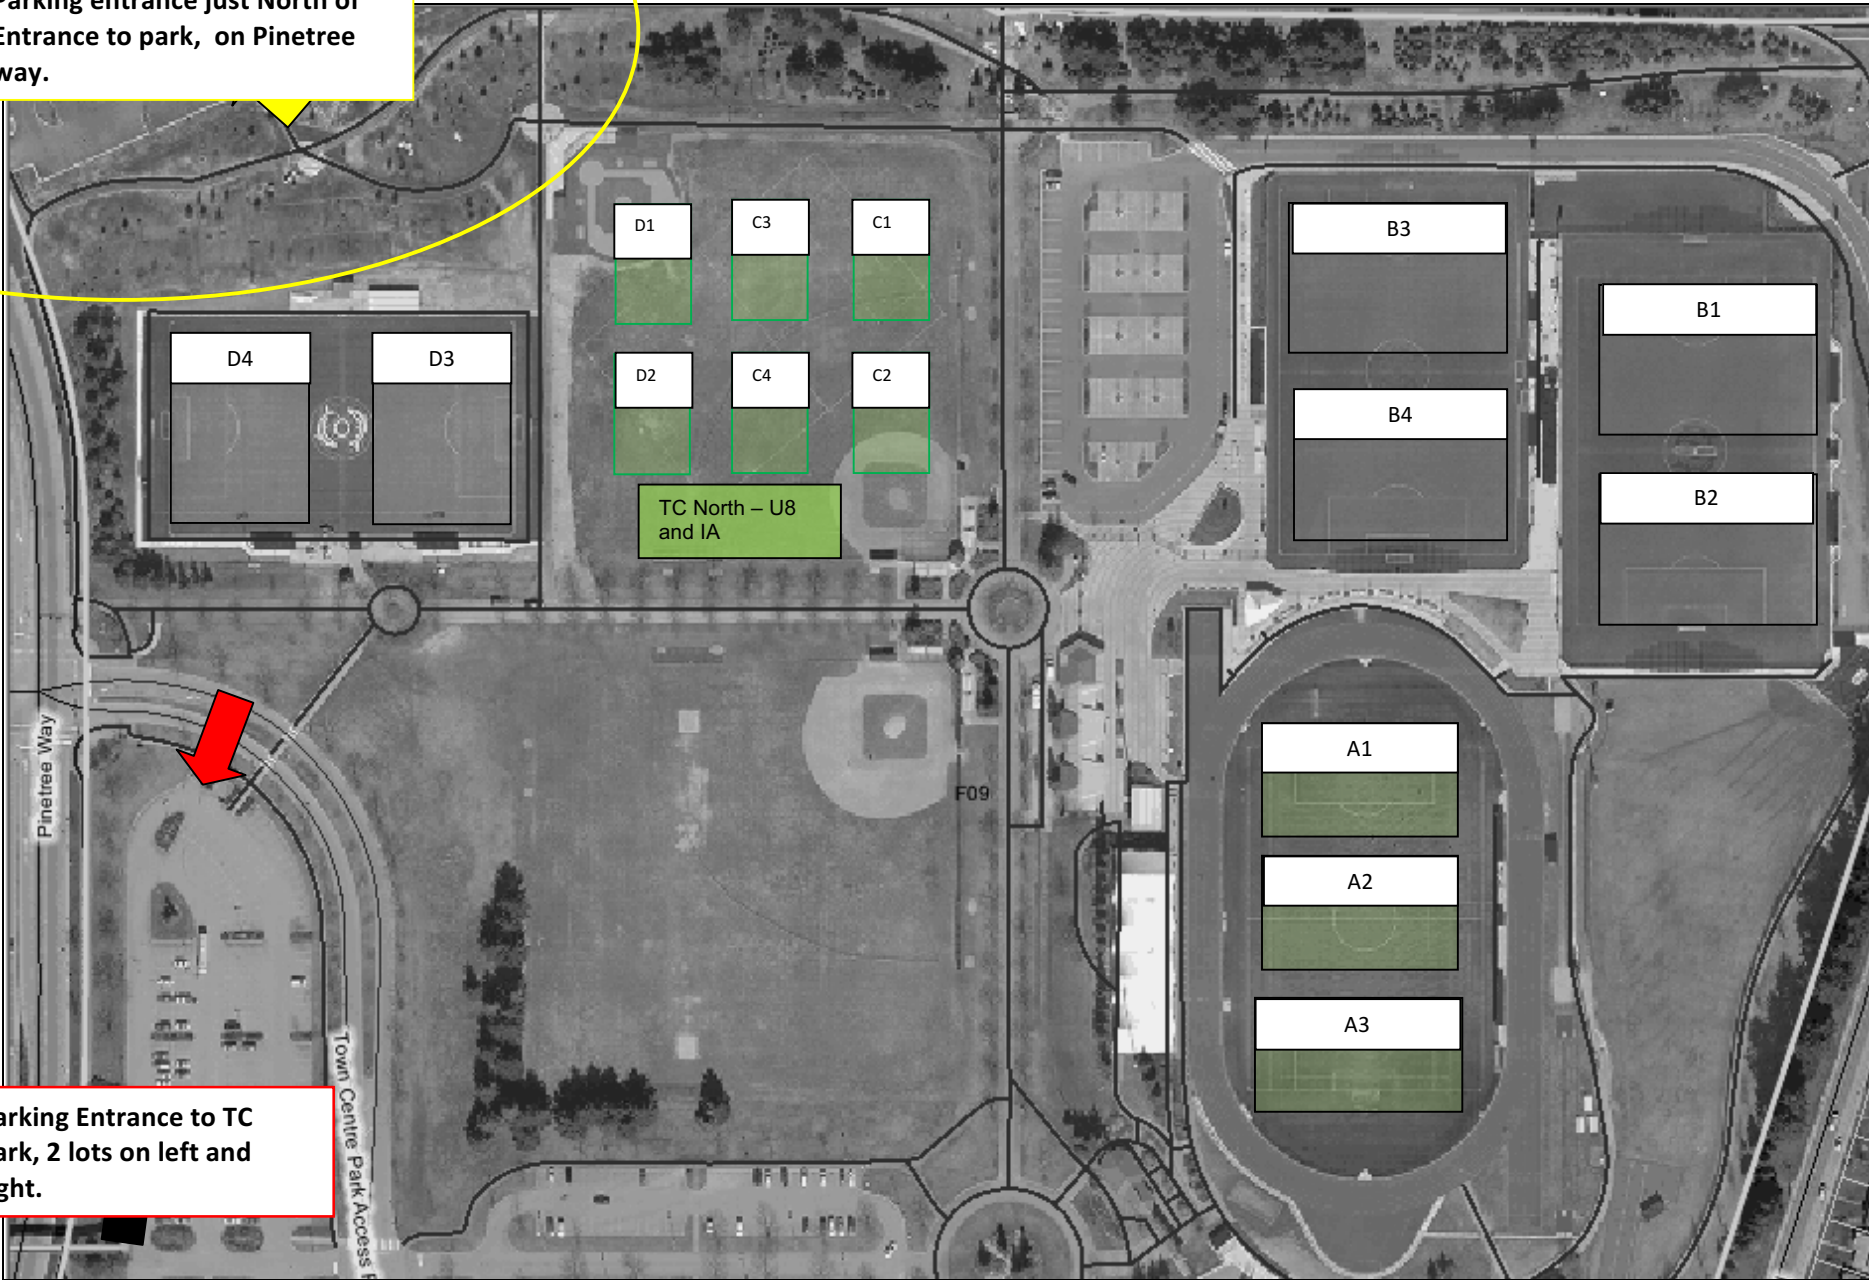 Parking entrance just North of
Entrance to park, on Pinetree
way.
D1
C3
C1
B3
B1
D4
D3
D2
C4
C2
B4
B2
TC North – U8
and IA
Pinetree Way
F09
A1
A2
A3
Town Centre Park Access
arking Entrance to TC
ark, 2 lots on left and
ght.